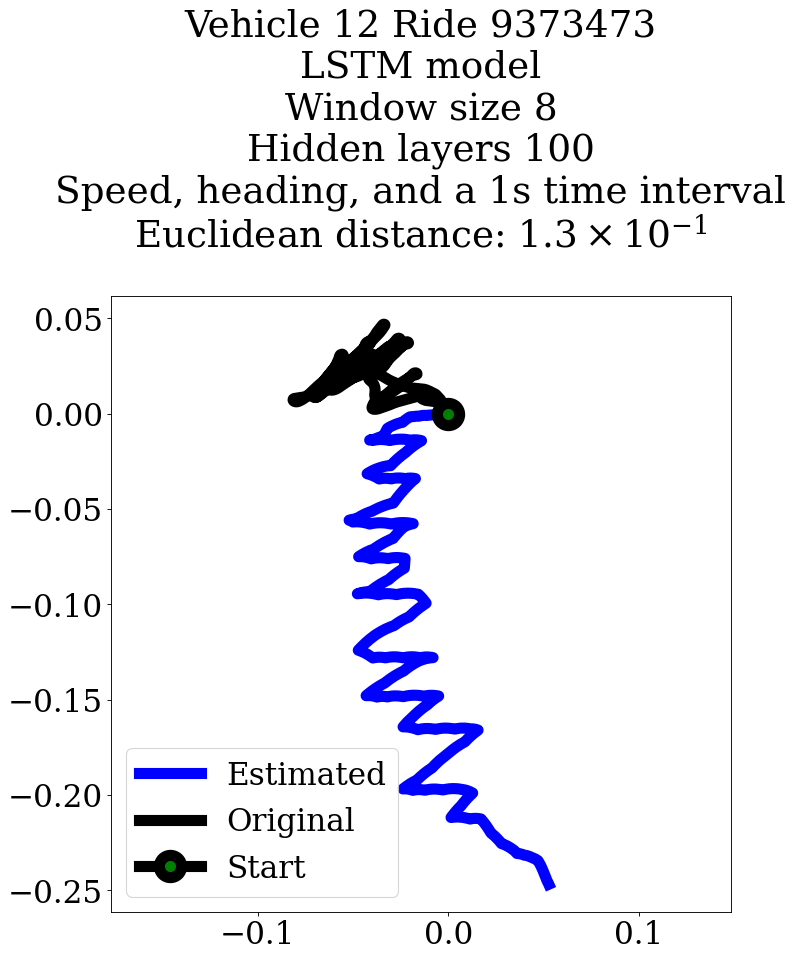 Vehicle 12 Ride 9373473
LSTM model
Window size 8
Hidden layers 100
Speed, heading, and a 1s time interval
Euclidean distance: 1.3 × 10⁻¹
0.05
0.00
−0.05
−0.10
−0.15
−0.20
−0.25
Estimated
Original
Start
−0.1 0.0 0.1